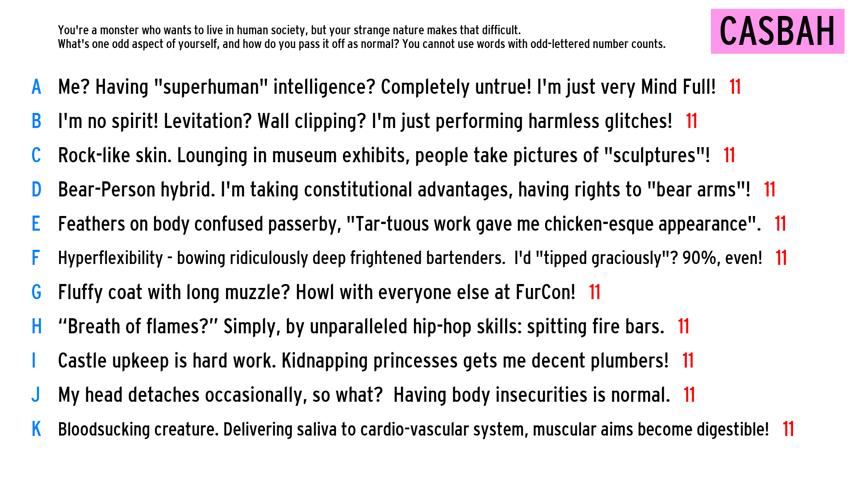 You're a monster who wants to live in human society, but your strange nature makes that difficult.
What's one odd aspect of yourself, and how do you pass it off as normal? You cannot use words with odd-lettered number counts.
CASBAH
A Me? Having "superhuman" intelligence? Completely untrue! I'm just very Mind Full! 11
B I'm no spirit! Levitation? Wall clipping? I'm just performing harmless glitches! 11
C Rock-like skin. Lounging in museum exhibits, people take pictures of "sculptures"! 11
D Bear-Person hybrid. I'm taking constitutional advantages, having rights to "bear arms"! 11
E Feathers on body confused passerby, "Tar-tuous work gave me chicken-esque appearance". 11
F Hyperflexibility - bowing ridiculously deep frightened bartenders. I'd "tipped graciously"? 90%, even! 11
G Fluffy coat with long muzzle? Howl with everyone else at FurCon! 11
H “Breath of flames?” Simply, by unparalleled hip-hop skills: spitting fire bars. 11
I Castle upkeep is hard work. Kidnapping princesses gets me decent plumbers! 11
J My head detaches occasionally, so what? Having body insecurities is normal. 11
K Bloodsucking creature. Delivering saliva to cardio-vascular system, muscular aims become digestible! 11